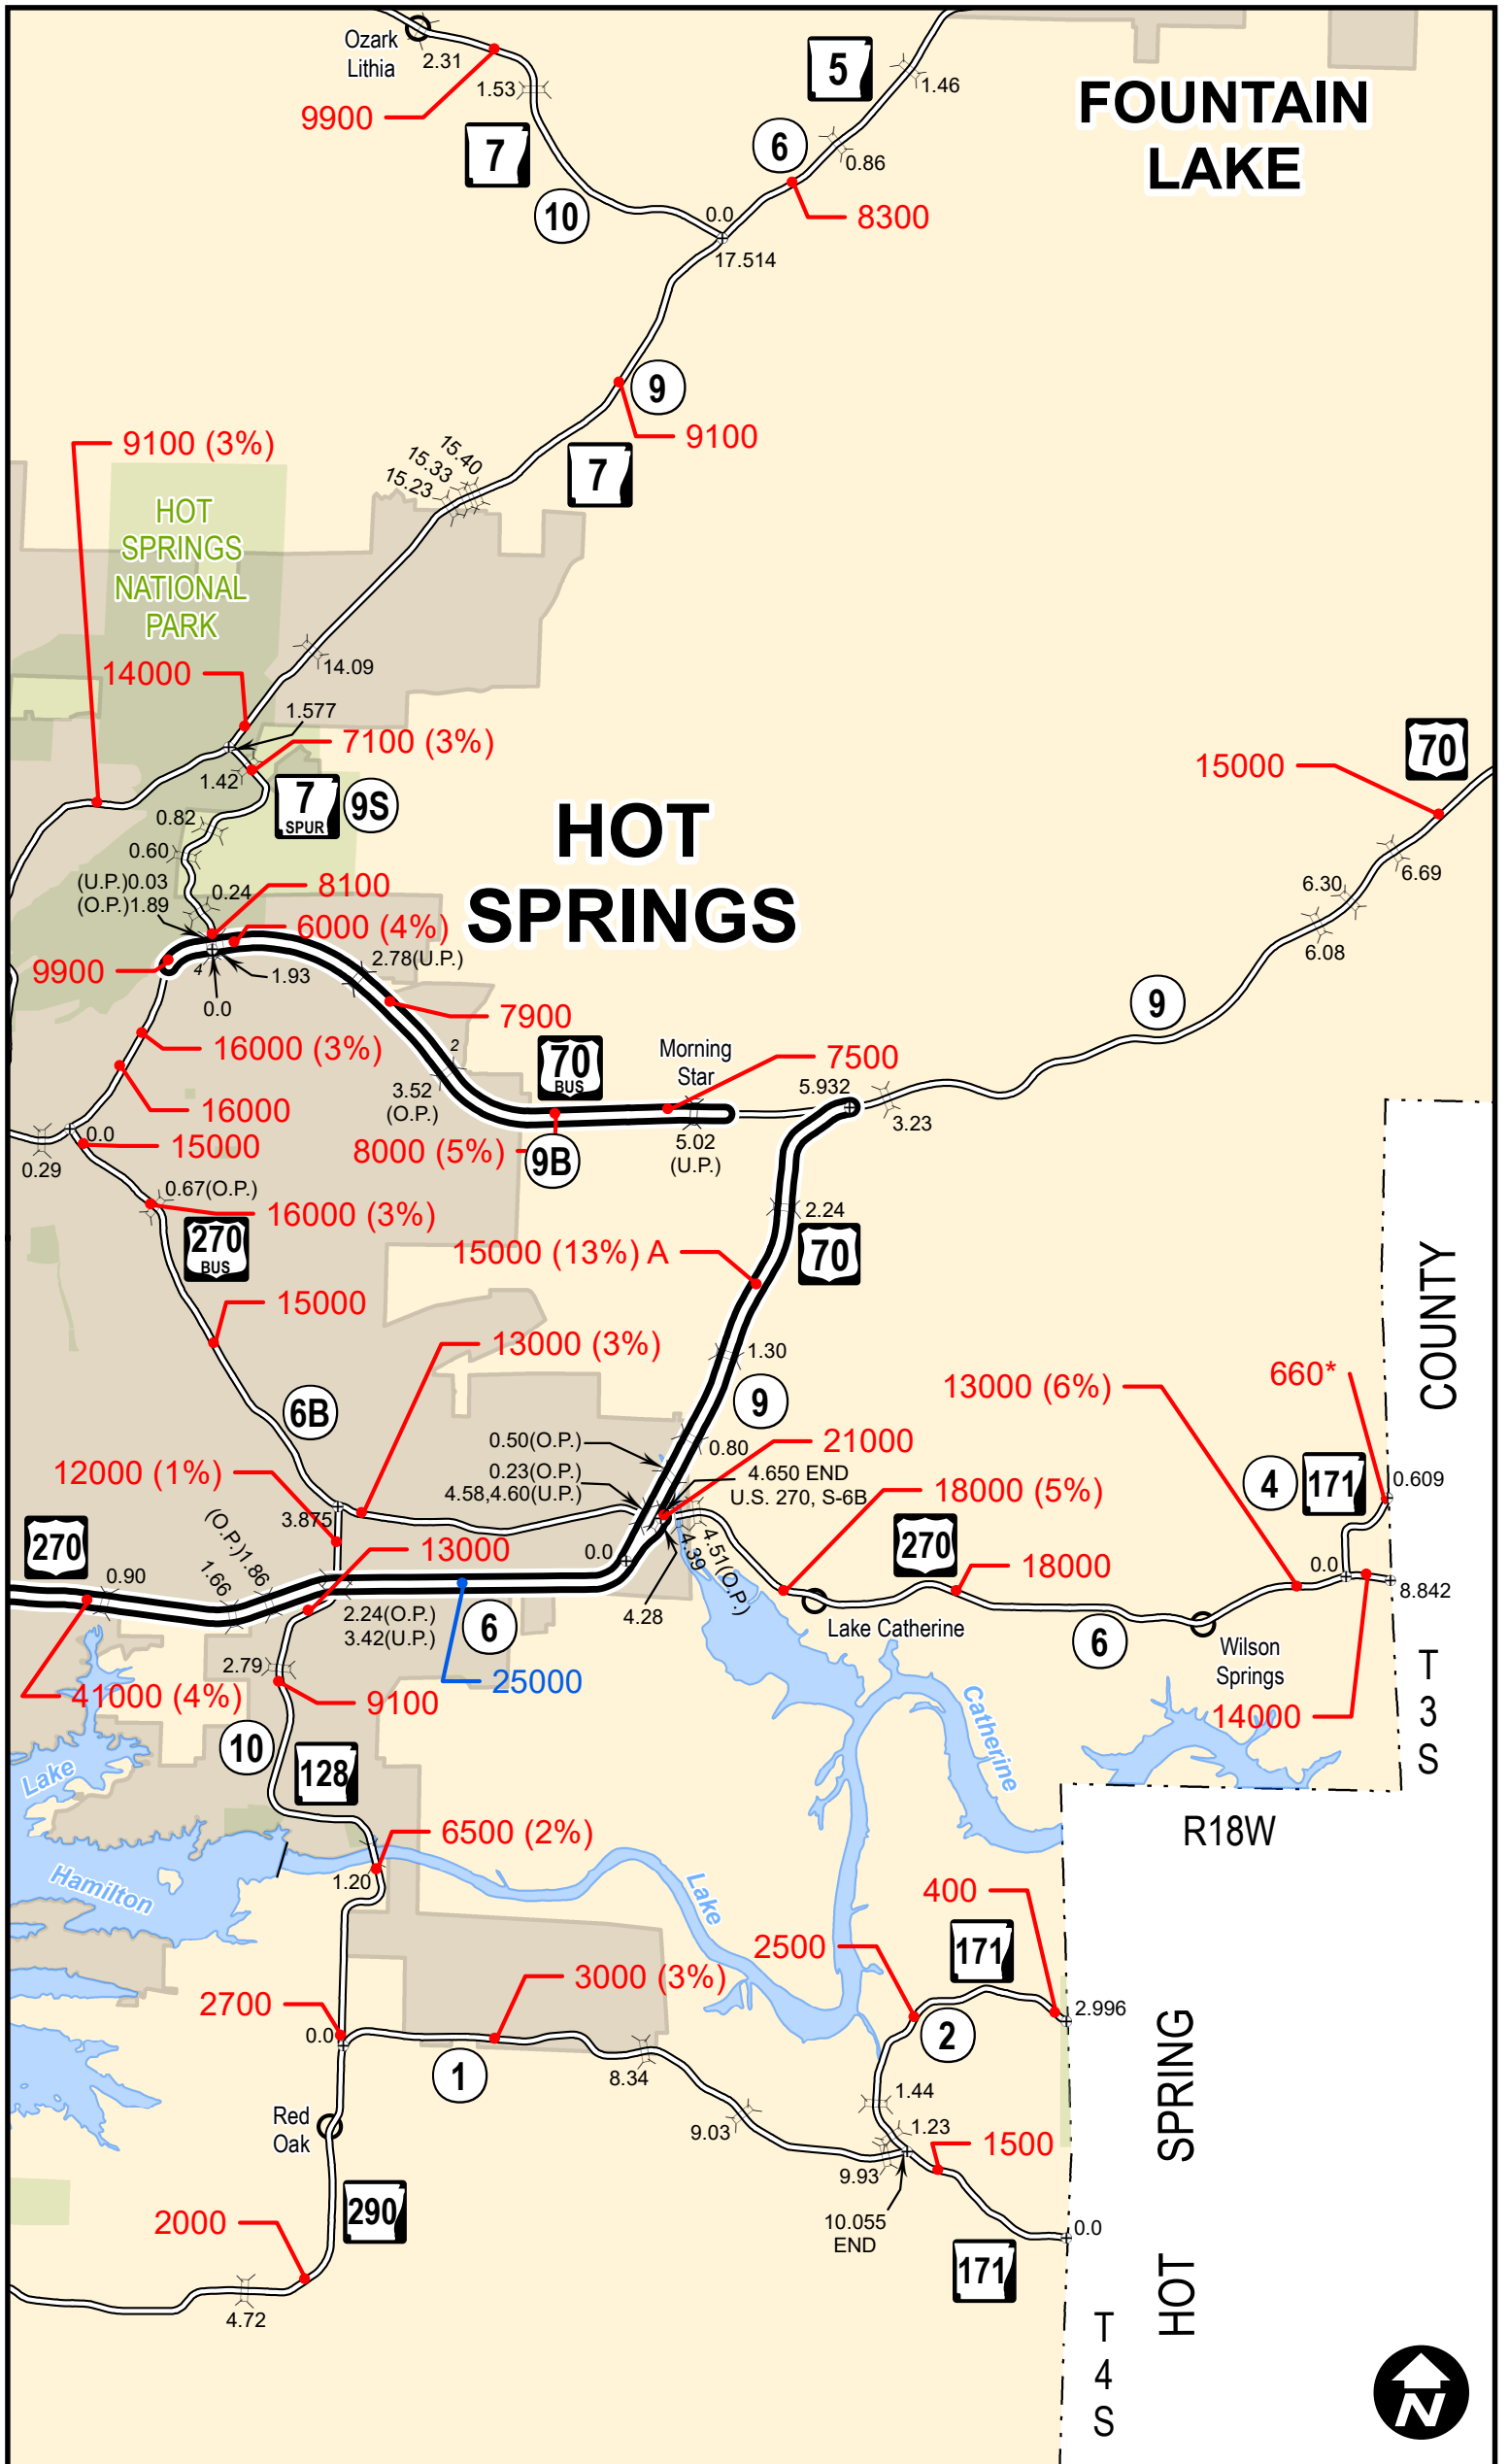 Ozark
Lithia
2.31
1.53
9900
7
10
5
1.46
6
0.86
8300
0.0
17.514
FOUNTAIN
LAKE
9
9100
7
9100 (3%)
15.40
15.33
15.23
HOT
SPRINGS
NATIONAL
PARK
14.09
14000
1.577
7100 (3%)
1.42
7
SPUR
9S
0.82
0.60
(U.P.)0.03
(O.P.)1.89
0.24
8100
6000 (4%)
HOT
SPRINGS
70
15000
6.69
6.30
6.08
9
9900
4
1.93
0.0
2.78(U.P.)
7900
16000 (3%)
2
3.52
(O.P.)
70
BUS
Morning
Star
7500
5.932
3.23
16000
0.0
15000
0.29
8000 (5%)
9B
5.02
(U.P.)
0.67(O.P.)
16000 (3%)
270
BUS
2.24
70
15000 (13%) A
15000
13000 (3%)
1.30
9
6B
0.50(O.P.)
0.80
21000
0.23(O.P.)
4.58,4.60(U.P.)
4.650 END
U.S. 270, S-6B
18000 (5%)
13000 (6%)
660*
COUNTY
4
171
0.609
12000 (1%)
3.875
270
(O.P.)1.86
1.66
0.90
13000
0.0
4.39
4.51(O.P.)
270
18000
0.0
8.842
2.24(O.P.)
3.42(U.P.)
6
25000
4.28
Lake Catherine
6
Wilson
Springs
14000
T
3
S
41000 (4%)
2.79
9100
10
128
Lake
Hamilton
Catherine
R18W
6500 (2%)
1.20
Lake
400
171
2500
2.996
2
2700
0.0
3000 (3%)
1
8.34
9.03
1.44
1.23
1500
9.93
10.055
END
0.0
171
Red
Oak
290
2000
4.72
SPRING
HOT
T
4
S
N